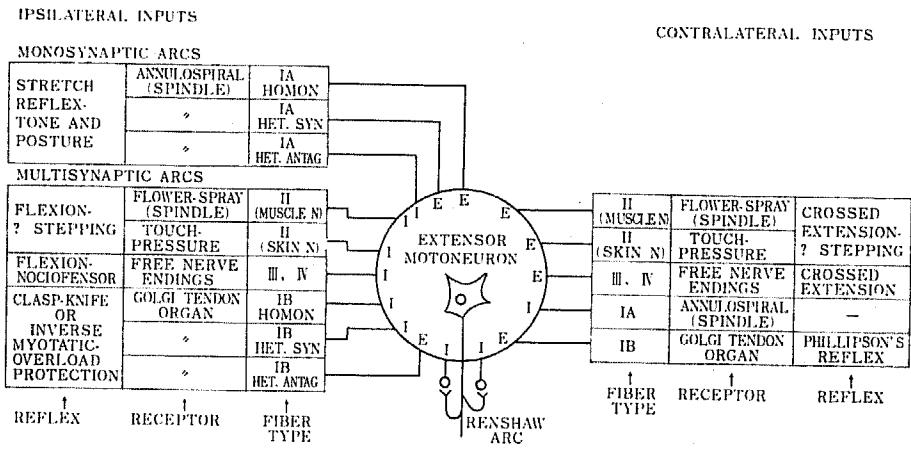 IPSILATERAL INPUTS
CONTRALATERAL INPUTS
MONOSYNAPTIC ARCS
STRETCH
REFLEX-
TONE AND
POSTURE
ANNULOSPIRAL
(SPINDLE)
IA
HOMON
〃
IA
HET. SYN
〃
IA
HET. ANTAG
MULTISYNAPTIC ARCS
FLEXION-
? STEPPING
FLOWER-SPRAY
(SPINDLE)
II
(MUSCLE N)
TOUCH-
PRESSURE
II
(SKIN N)
FLEXION-
NOCIOFENSOR
FREE NERVE
ENDINGS
III, IV
CLASP-KNIFE
OR
INVERSE
MYOTATIC-
OVERLOAD
PROTECTION
GOLGI TENDON
ORGAN
IB
HOMON
〃
IB
HET. SYN
〃
IB
HET. ANTAG
↑
REFLEX
↑
RECEPTOR
↑
FIBER
TYPE
I E E E
I E
I E
I I
I E
E I I
EXTENSOR
MOTONEURON
RENSHAW
ARC
II
(MUSCLE N)
FLOWER-SPRAY
(SPINDLE)
CROSSED
EXTENSION-
? STEPPING
II
(SKIN N)
TOUCH-
PRESSURE
III, IV
FREE NERVE
ENDINGS
CROSSED
EXTENSION
IA
ANNULOSPIRAL
(SPINDLE)
—
IB
GOLGI TENDON
ORGAN
PHILLIPSON'S
REFLEX
↑
FIBER
TYPE
↑
RECEPTOR
↑
REFLEX